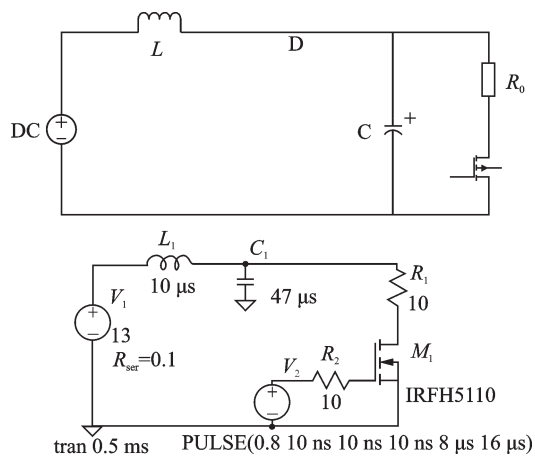 L
D
DC
+
−
C
+
R₀
L₁
C₁
10 μs
47 μs
R₁
10
V₁
+
−
13
Rser=0.1
V₂
R₂
M₁
+
−
10
IRFH5110
tran 0.5 ms
PULSE(0.8 10 ns 10 ns 10 ns 8 μs 16 μs)